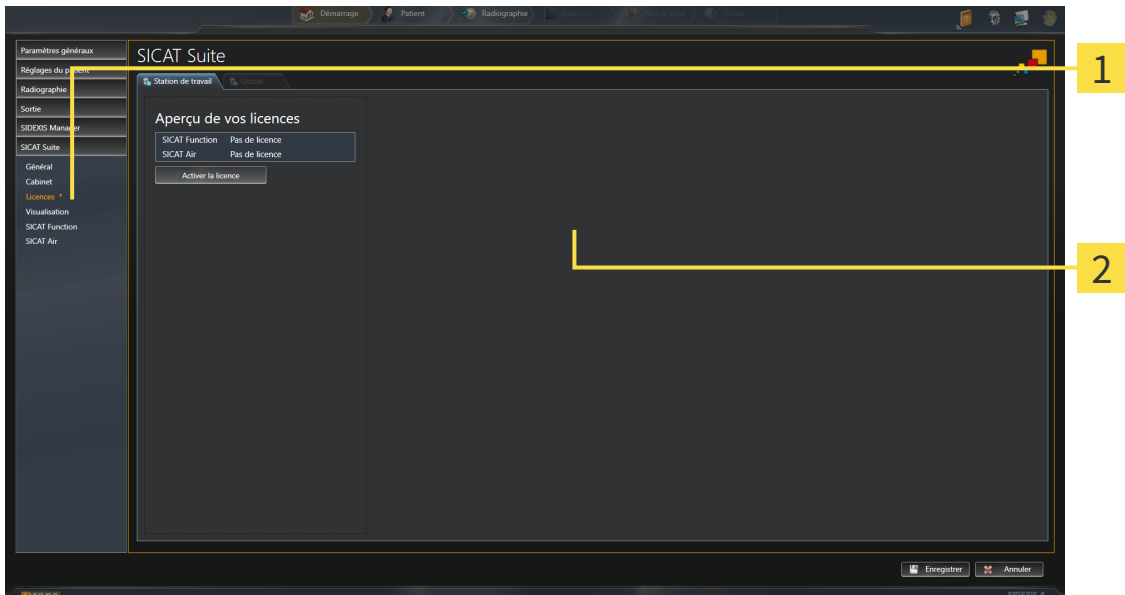 Démarrage
Patient
Radiographie
Paramètres généraux
Réglages du patient
Radiographie
Sortie
SIDEXIS Manager
SICAT Suite
Général
Cabinet
Licences *
Visualisation
SICAT Function
SICAT Air
SICAT Suite
Station de travail
Global
Aperçu de vos licences
SICAT Function Pas de licence
SICAT Air Pas de licence
Activer la licence
1
2
Enregistrer
Annuler
SIDEXIS 4